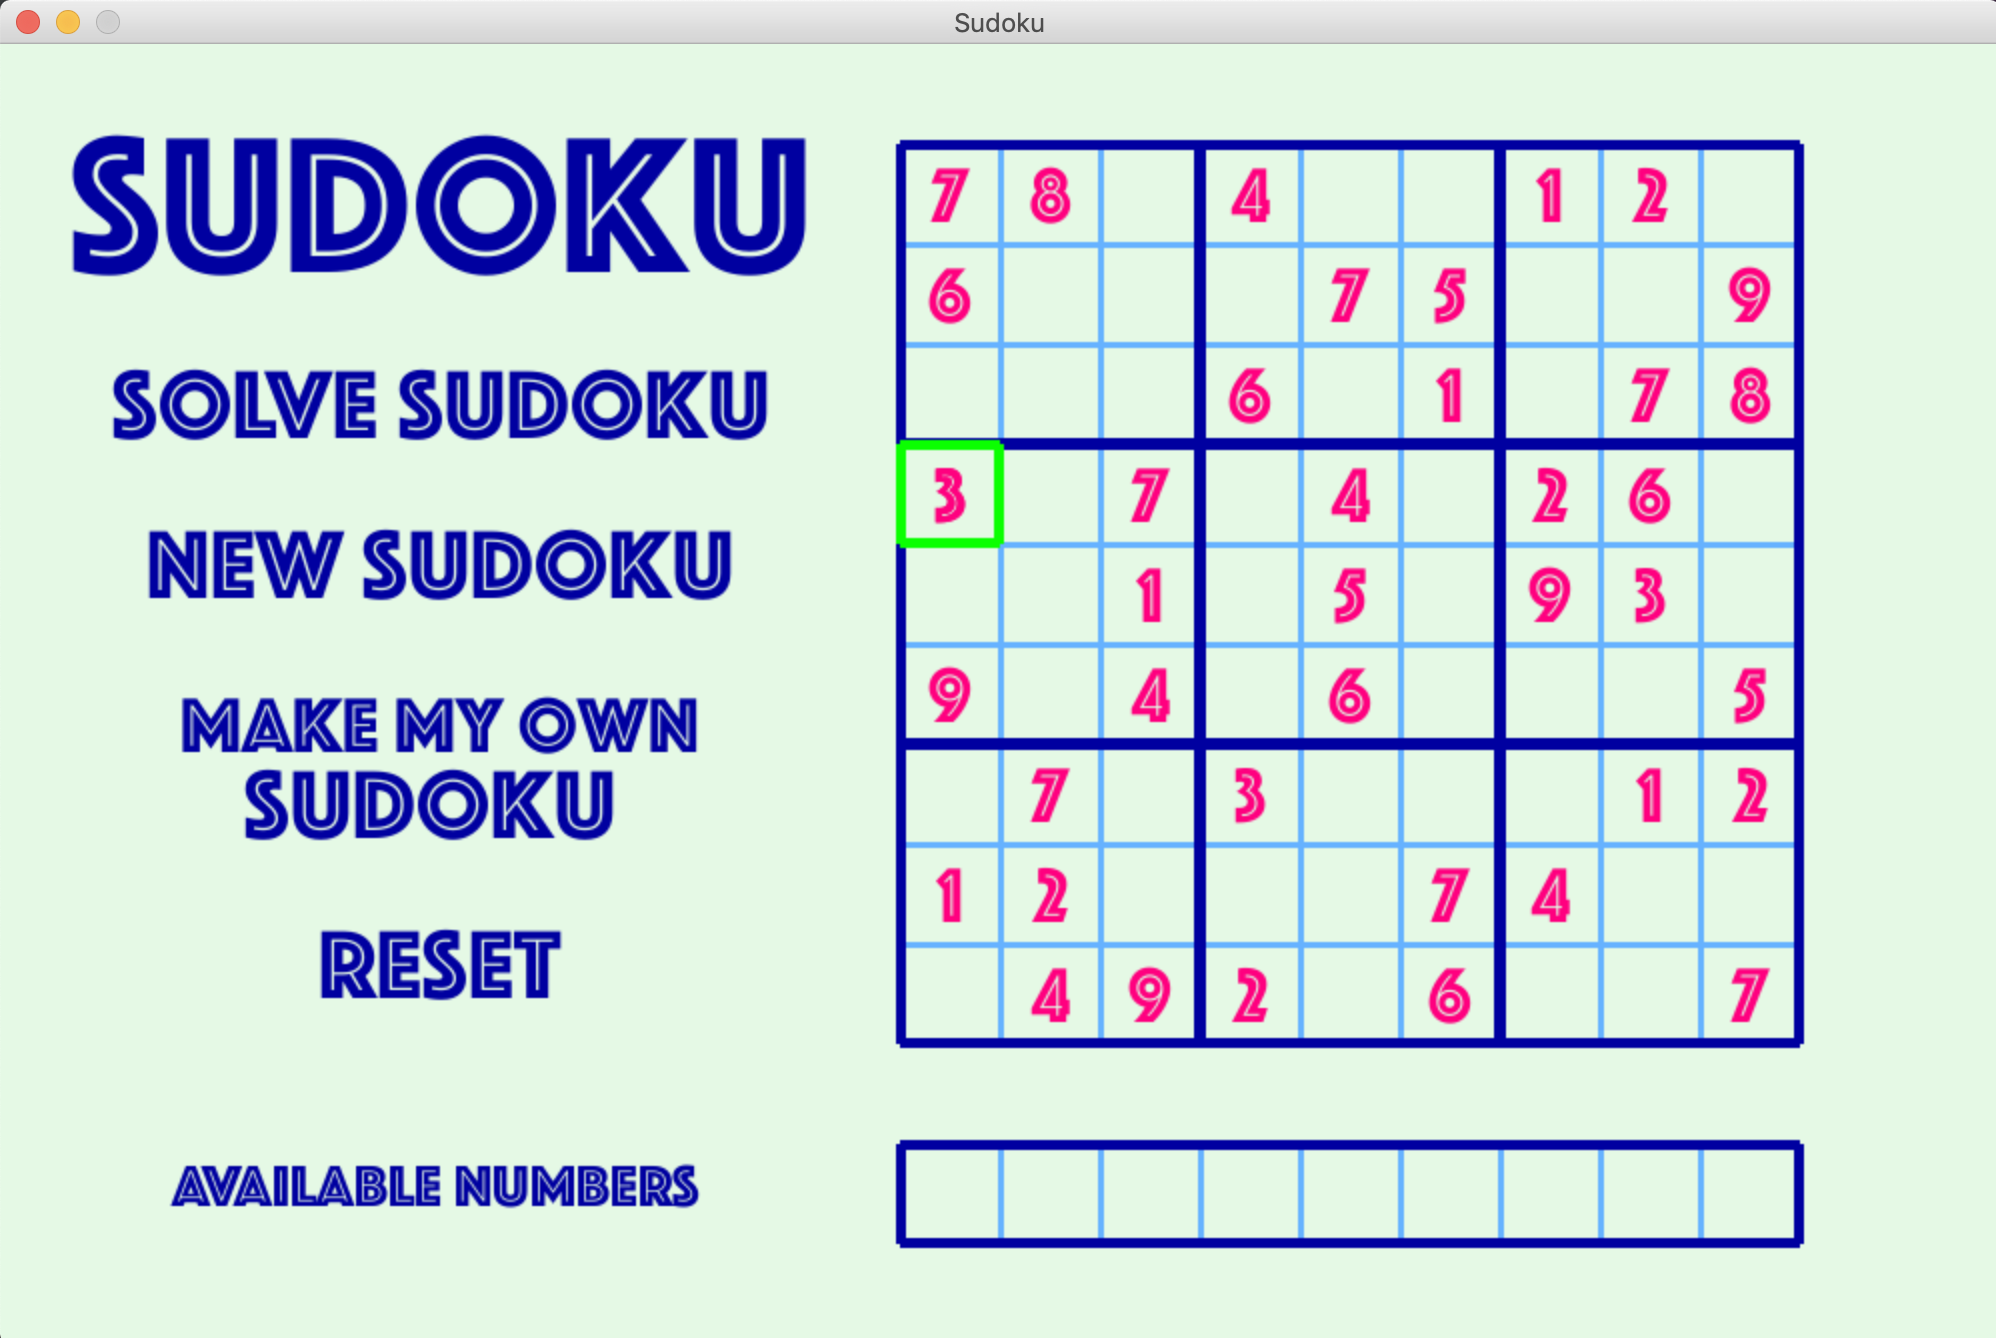 Sudoku
SUDOKU
SOLVE SUDOKU
NEW SUDOKU
MAKE MY OWN
SUDOKU
RESET
AVAILABLE NUMBERS
7 8 4 1 2
6 7 5 9
6 1 7 8
3 7 4 2 6
1 5 9 3
9 4 6 5
7 3 1 2
1 2 7 4
4 9 2 6 7